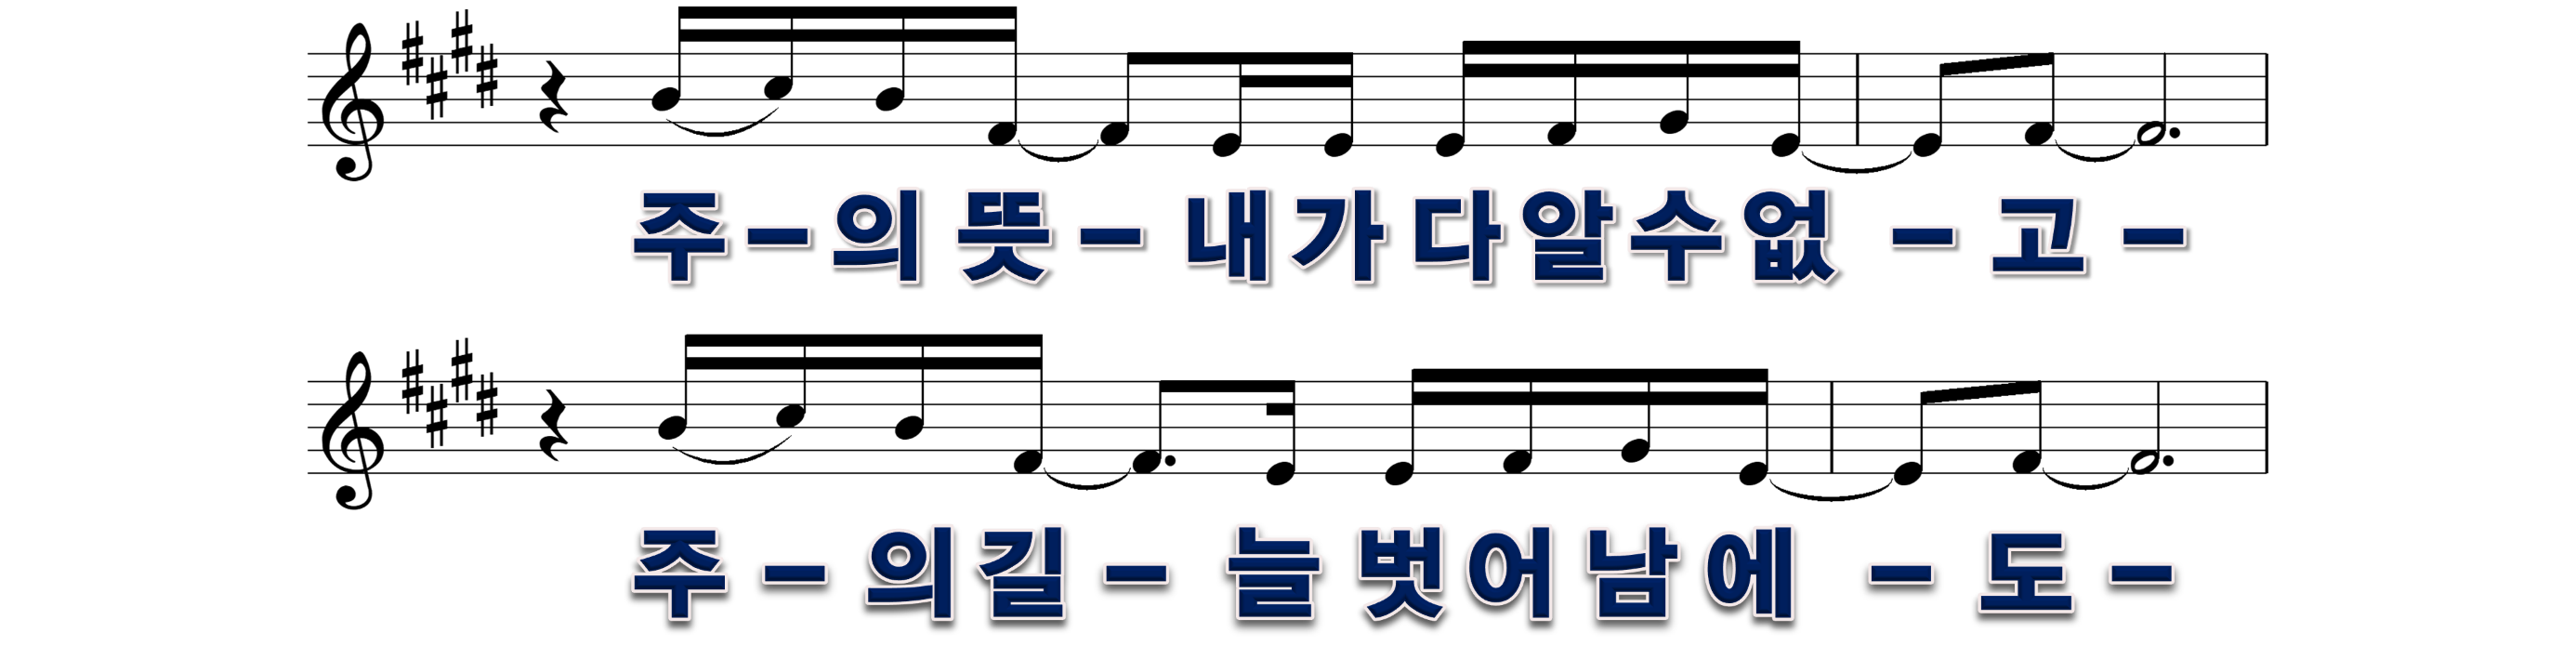 주-의 뜻 - 내가 다알수없 - 고 -
주 - 의길 - 늘 벗어남에 - 도 -